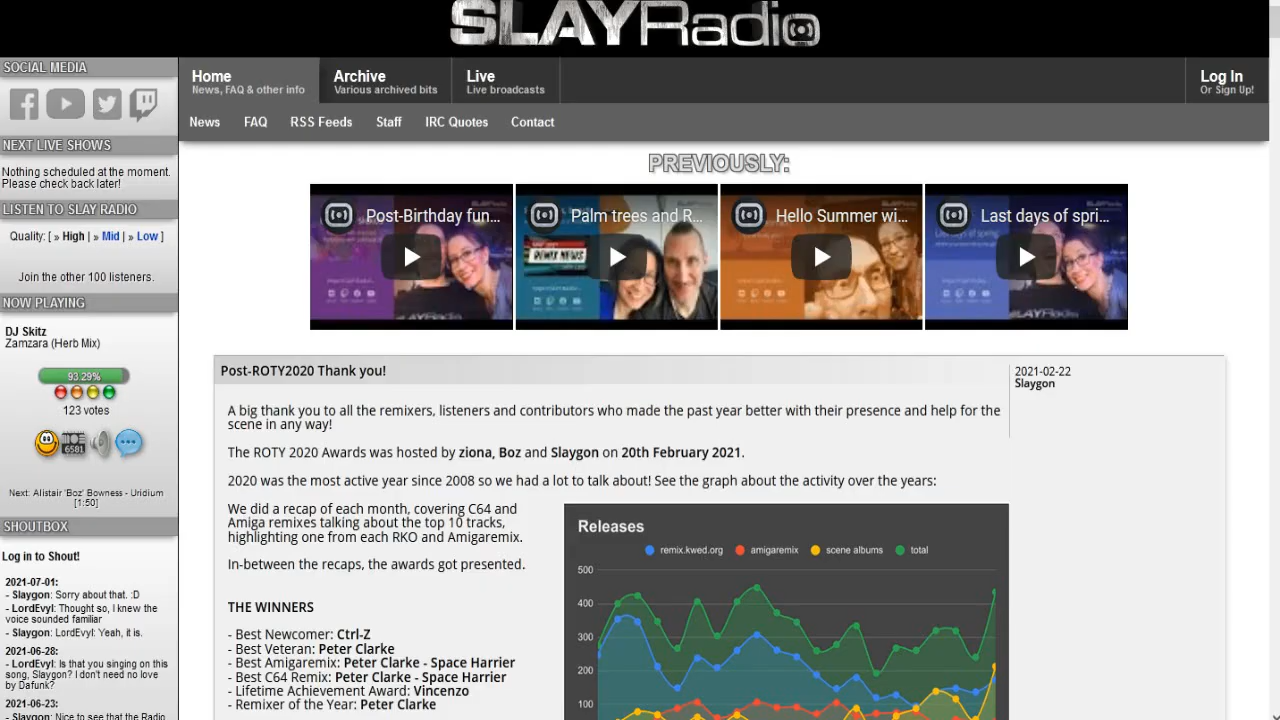 SLAYRadio
SOCIAL MEDIA
NEXT LIVE SHOWS
Nothing scheduled at the moment.
Please check back later!
LISTEN TO SLAY RADIO
Quality: [ » High | » Mid | » Low ]
Join the other 100 listeners.
NOW PLAYING
DJ Skitz
Zamzara (Herb Mix)
93.29%
123 votes
6581
Next: Alistair 'Boz' Bowness - Uridium
[1:50]
SHOUTBOX
Log in to Shout!
2021-07-01:
- Slaygon: Sorry about that. :D
- LordEvyl: Thought so, I knew the
voice sounded familiar
- Slaygon: LordEvyl: Yeah, it is.
2021-06-28:
- LordEvyl: Is that you singing on this
song, Slaygon? I don't need no love
by Dafunk?
2021-06-23:
- Slaygon: Nice to see that the Radio
Home
News, FAQ & other info
Archive
Various archived bits
Live
Live broadcasts
Log In
Or Sign Up!
News FAQ RSS Feeds Staff IRC Quotes Contact
PREVIOUSLY:
Post-Birthday fun...
Palm trees and R...
REMIX NEWS
Hello Summer wi...
Last days of spri...
SLAYRadio
Post-ROTY2020 Thank you!
2021-02-22
Slaygon
A big thank you to all the remixers, listeners and contributors who made the past year better with their presence and help for the
scene in any way!
The ROTY 2020 Awards was hosted by ziona, Boz and Slaygon on 20th February 2021.
2020 was the most active year since 2008 so we had a lot to talk about! See the graph about the activity over the years:
We did a recap of each month, covering C64 and
Amiga remixes talking about the top 10 tracks,
highlighting one from each RKO and Amigaremix.
In-between the recaps, the awards got presented.
THE WINNERS
- Best Newcomer: Ctrl-Z
- Best Veteran: Peter Clarke
- Best Amigaremix: Peter Clarke - Space Harrier
- Best C64 Remix: Peter Clarke - Space Harrier
- Lifetime Achievement Award: Vincenzo
- Remixer of the Year: Peter Clarke
Releases
remix.kwed.org amigaremix scene albums total
500
400
300
200
100